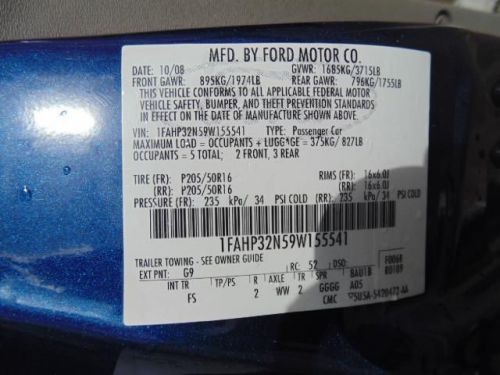 MFD. BY FORD MOTOR CO.
DATE: 10/08 GVWR: 1685KG/3715LB
FRONT GAWR: 895KG/1974LB REAR GAWR: 796KG/1755LB
THIS VEHICLE CONFORMS TO ALL APPLICABLE FEDERAL MOTOR
VEHICLE SAFETY, BUMPER, AND THEFT PREVENTION STANDARDS
IN EFFECT ON THE DATE OF MANUFACTURE SHOWN ABOVE.
VIN: 1FAHP32N59W155541 TYPE: Passenger Car
MAXIMUM LOAD = OCCUPANTS + LUGGAGE = 375KG/ 827LB
OCCUPANTS = 5 TOTAL: 2 FRONT, 3 REAR
TIRE (FR): P205/50R16 RIMS (FR): 16x6.0J
(RR): P205/50R16 (RR): 16x6.0J
PRESSURE (FR): 235 kPa/ 34 PSI COLD (RR): 235 kPa/ 34 PSI COLD
1FAHP32N59W155541
TRAILER TOWING - SEE OWNER GUIDE
EXT PNT: G9 RC: 52
INT TR TP/PS R AXLE TR SPR BAU1B
FS 2 WW 2 GGGG A05
CMC